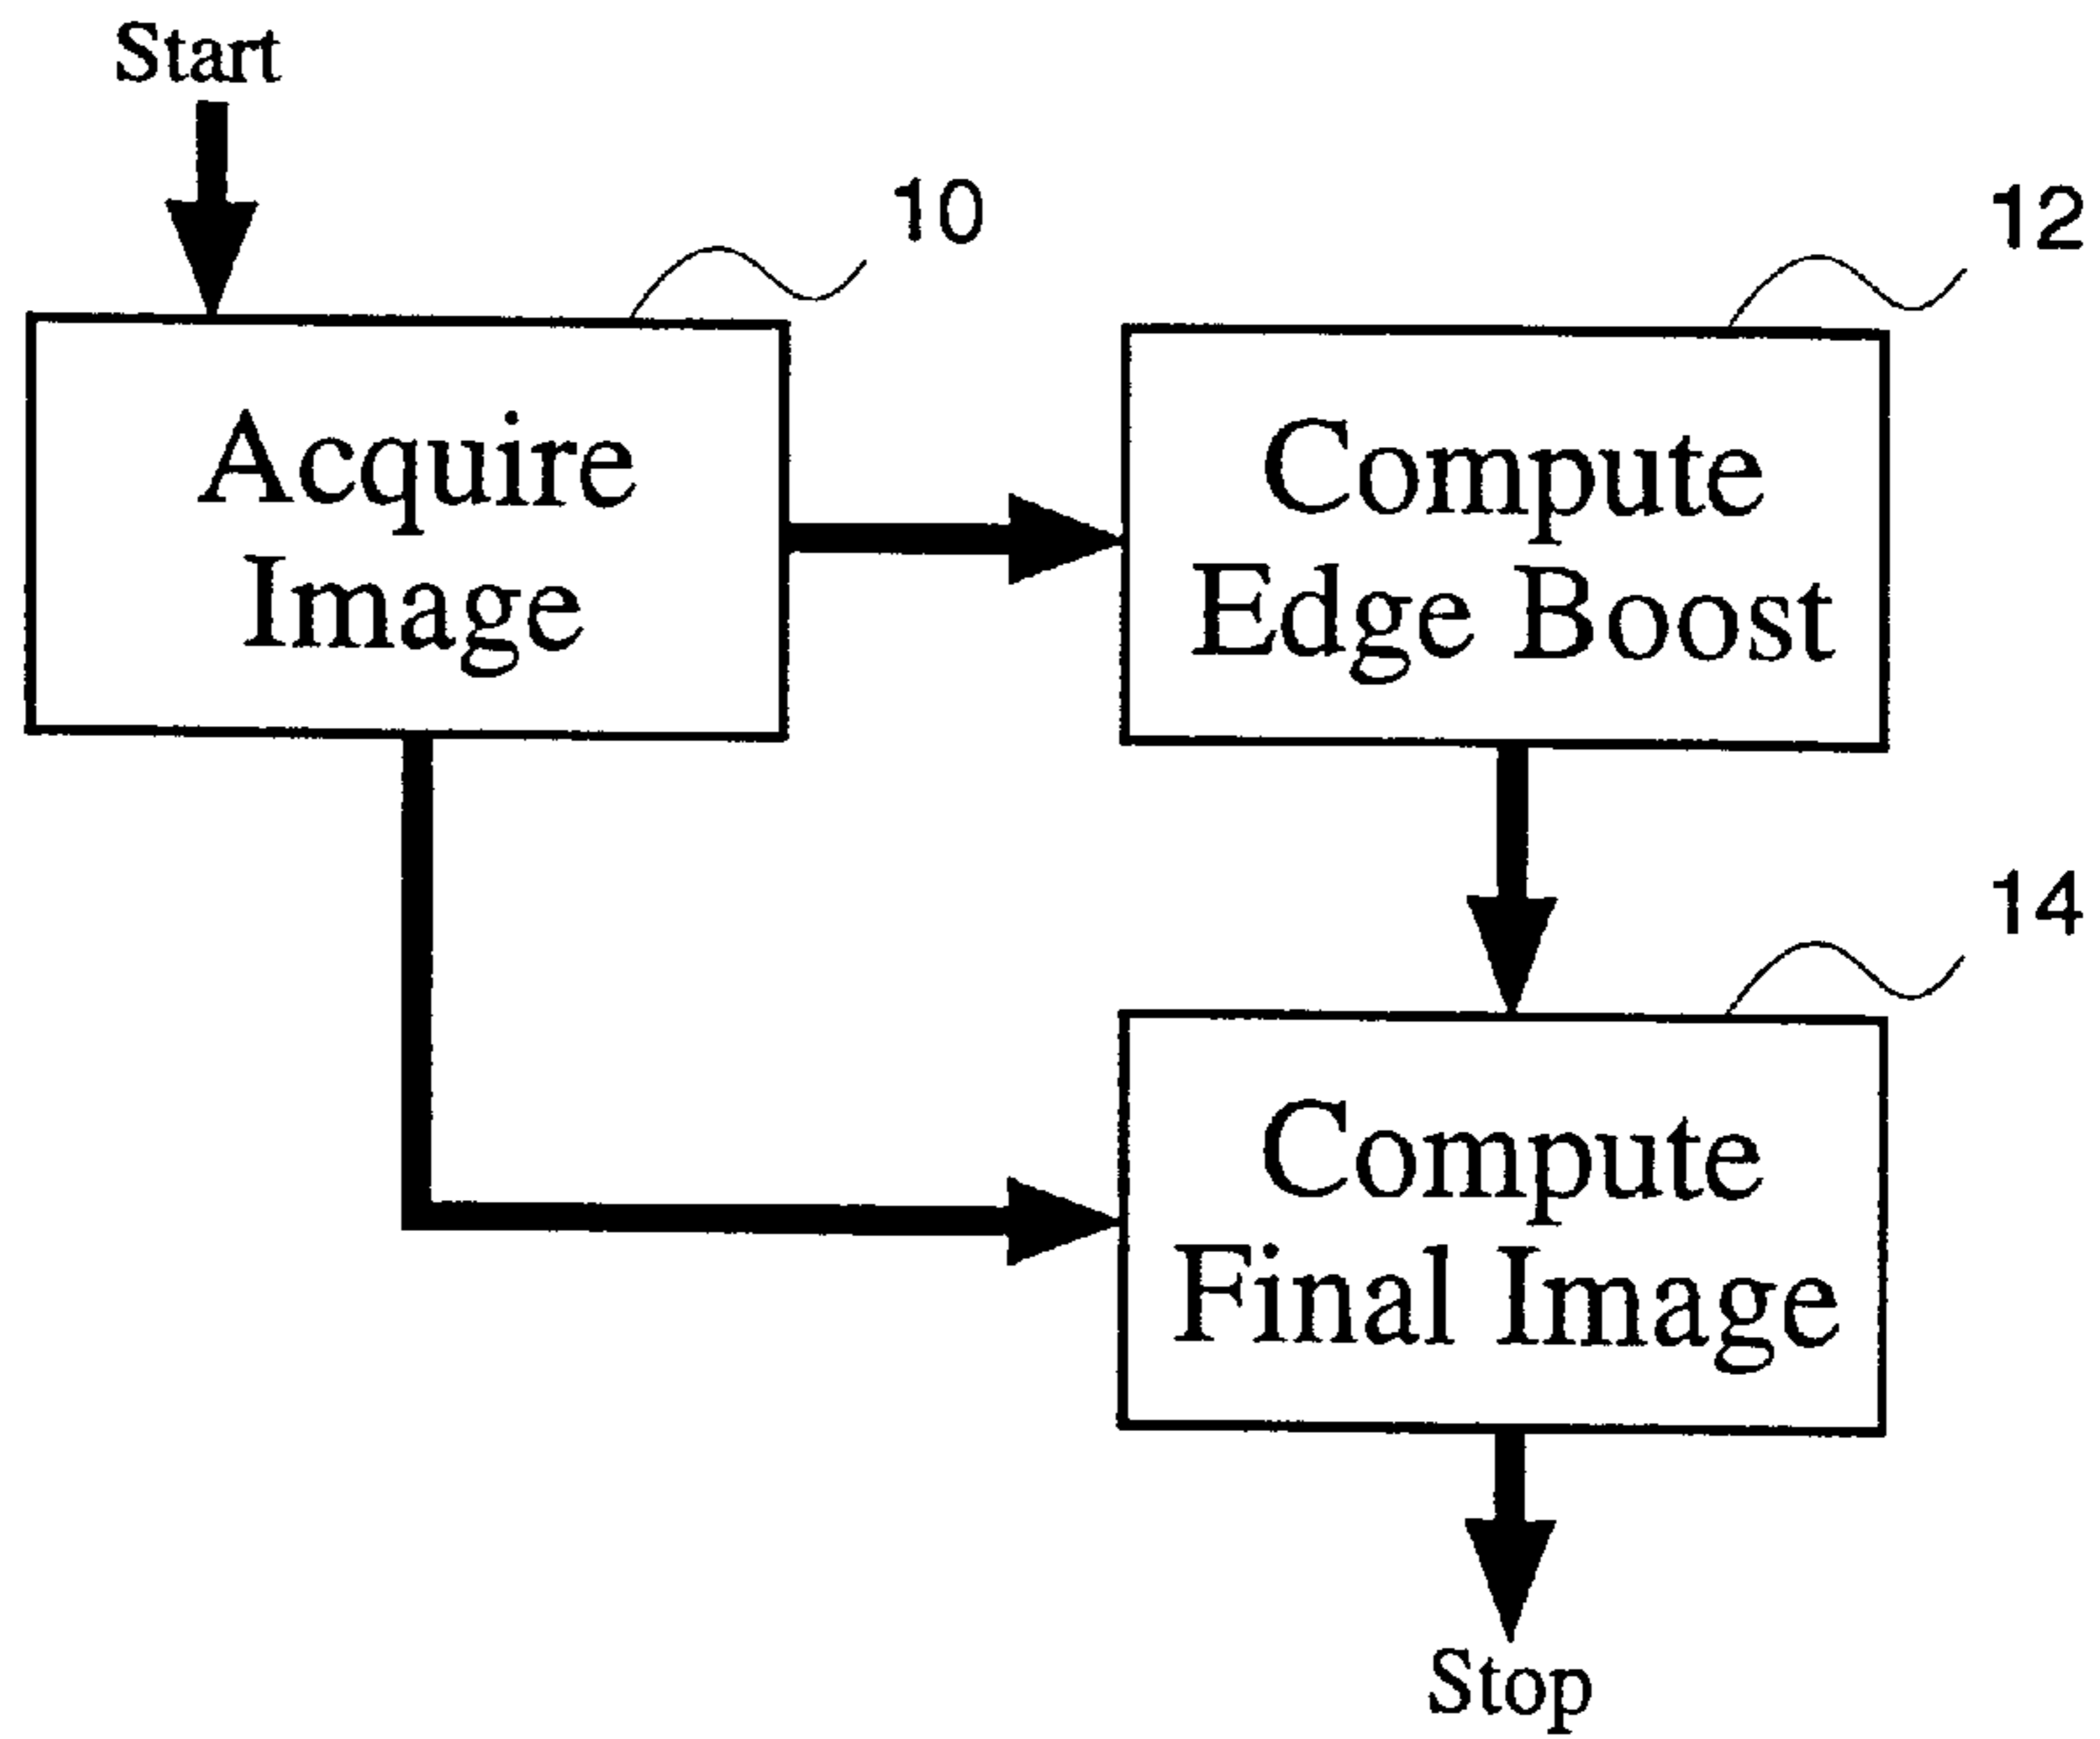 Start
10
Acquire
Image
12
Compute
Edge Boost
14
Compute
Final Image
Stop